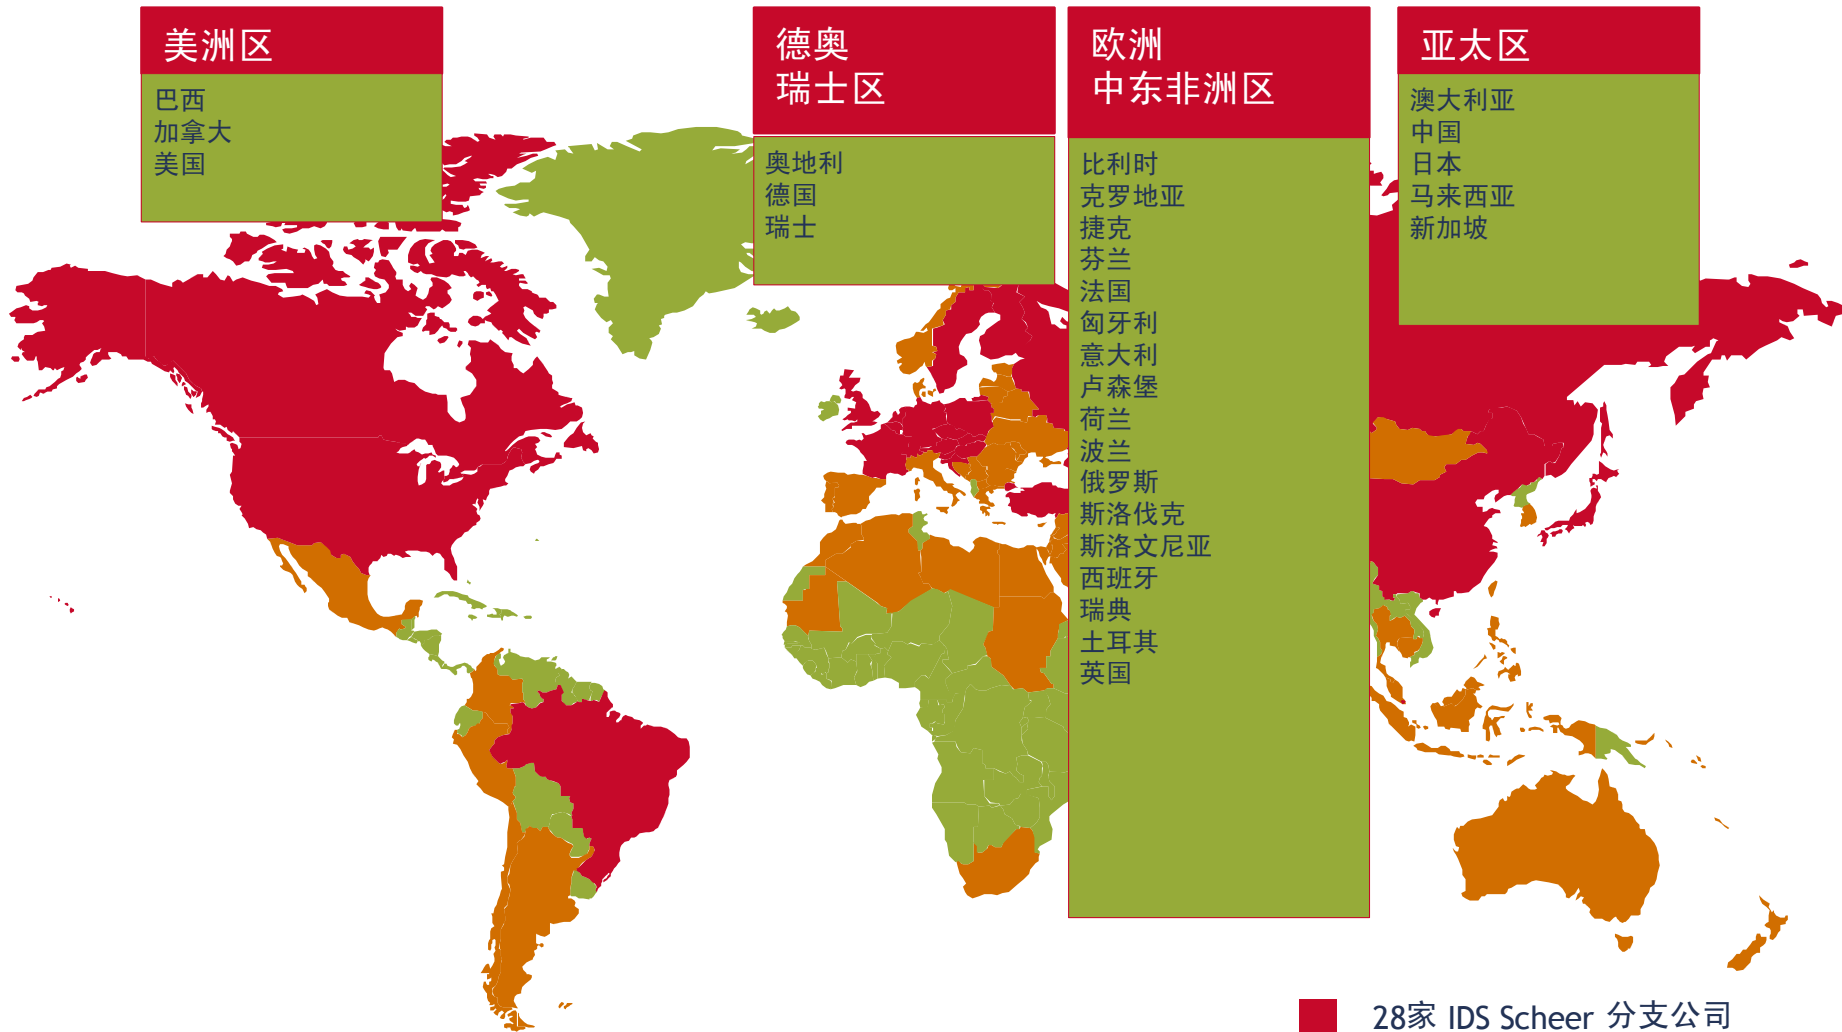 美洲区
巴西
加拿大
美国
德奥
瑞士区
奥地利
德国
瑞士
欧洲
中东非洲区
比利时
克罗地亚
捷克
芬兰
法国
匈牙利
意大利
卢森堡
荷兰
波兰
俄罗斯
斯洛伐克
斯洛文尼亚
西班牙
瑞典
土耳其
英国
亚太区
澳大利亚
中国
日本
马来西亚
新加坡
28家 IDS Scheer 分支公司